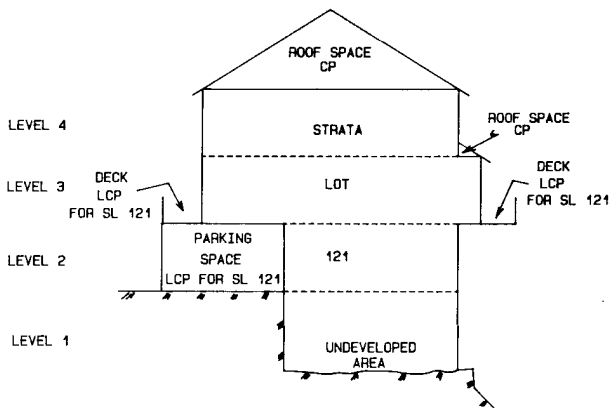 ROOF SPACE
CP
LEVEL 4
STRATA
ROOF SPACE
CP
LEVEL 3
DECK
LCP
FOR SL 121
LOT
DECK
LCP
FOR SL 121
LEVEL 2
PARKING
SPACE
LCP FOR SL 121
121
LEVEL 1
UNDEVELOPED
AREA